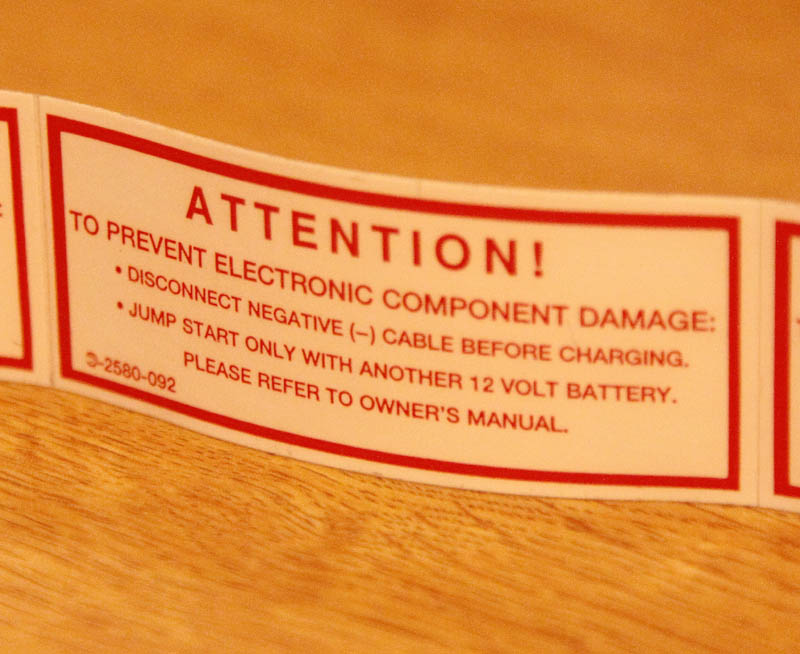 ATTENTION!
TO PREVENT ELECTRONIC COMPONENT DAMAGE:
• DISCONNECT NEGATIVE (–) CABLE BEFORE CHARGING.
• JUMP START ONLY WITH ANOTHER 12 VOLT BATTERY.
PLEASE REFER TO OWNER'S MANUAL.
-2580-092